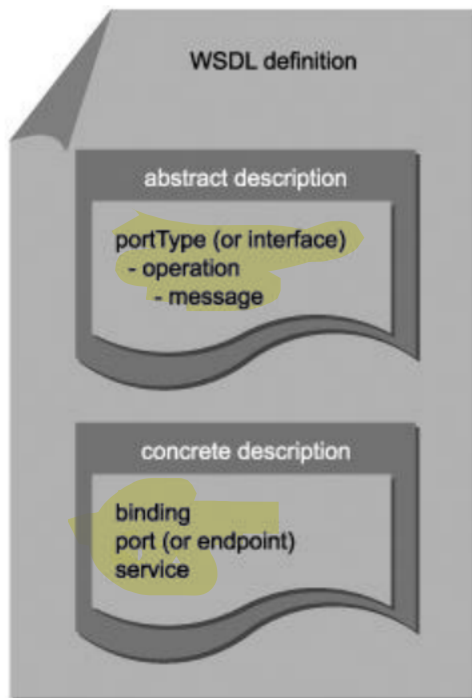 WSDL definition
abstract description
portType (or interface)
- operation
- message
concrete description
binding
port (or endpoint)
service